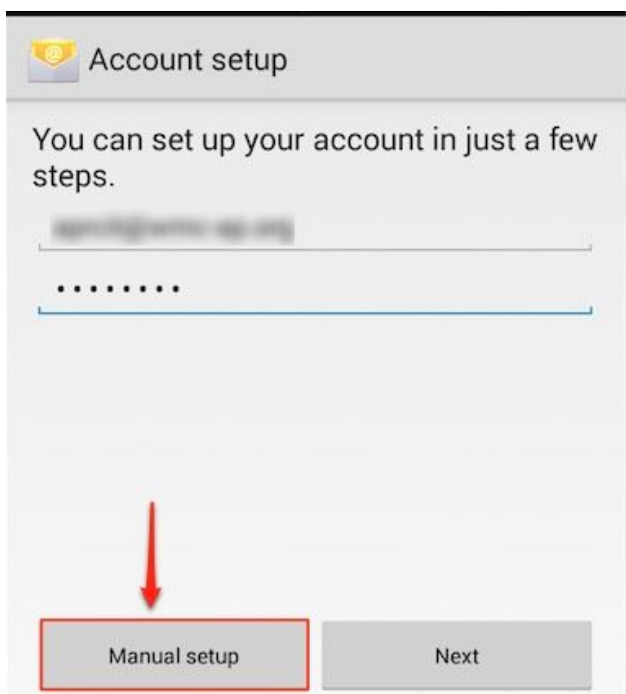 Account setup
You can set up your account in just a few
steps.
Manual setup
Next